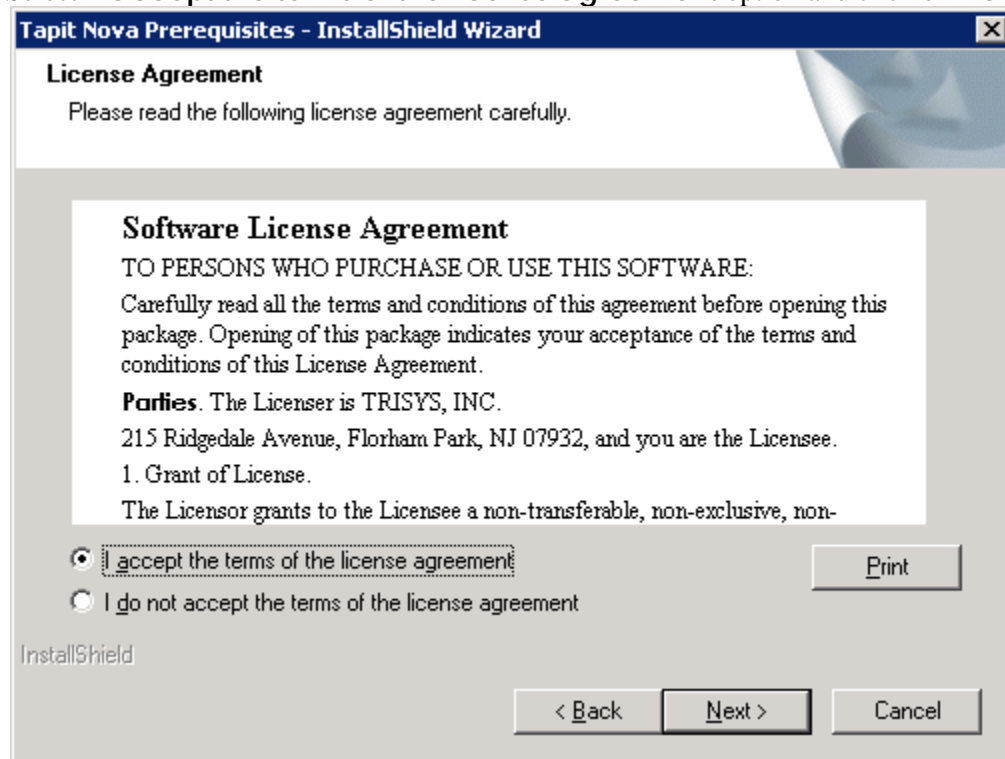 Tapit Nova Prerequisites - InstallShield Wizard
License Agreement
Please read the following license agreement carefully.
Software License Agreement
TO PERSONS WHO PURCHASE OR USE THIS SOFTWARE:
Carefully read all the terms and conditions of this agreement before opening this
package. Opening of this package indicates your acceptance of the terms and
conditions of this License Agreement.
Parties. The Licenser is TRISYS, INC.
215 Ridgedale Avenue, Florham Park, NJ 07932, and you are the Licensee.
1. Grant of License.
The Licensor grants to the Licensee a non-transferable, non-exclusive, non-
I accept the terms of the license agreement
Print
I do not accept the terms of the license agreement
InstallShield
< Back Next > Cancel